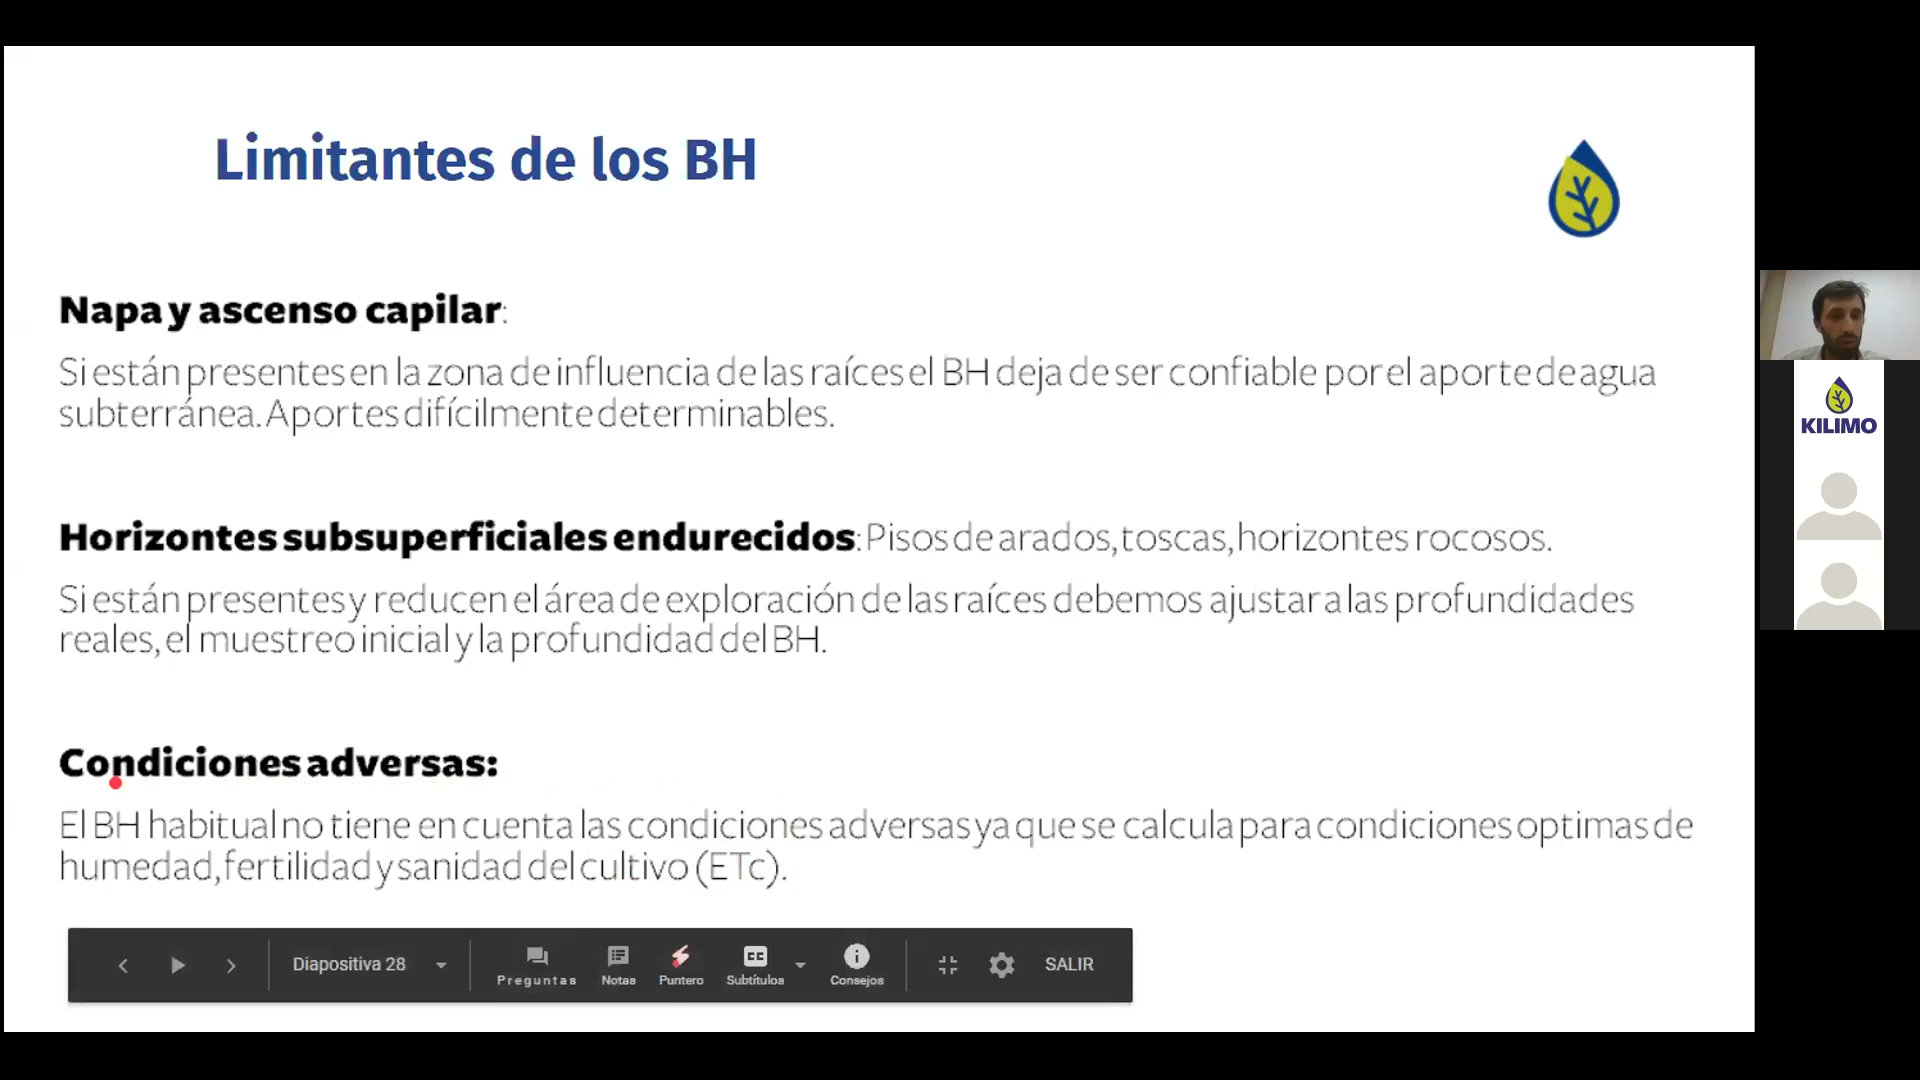 Limitantes de los BH
Napa y ascenso capilar:
Si están presentes en la zona de influencia de las raíces el BH deja de ser confiable por el aporte de agua
subterránea. Aportes difícilmente determinables.
Horizontes subsuperficiales endurecidos: Pisos de arados, toscas, horizontes rocosos.
Si están presentes y reducen el área de exploración de las raíces debemos ajustar a las profundidades
reales, el muestreo inicial y la profundidad del BH.
Condiciones adversas:
El BH habitual no tiene en cuenta las condiciones adversas ya que se calcula para condiciones optimas de
humedad, fertilidad y sanidad del cultivo (ETc).
Diapositiva 28
Preguntas
Notas
Puntero
CC
Subtítulos
Consejos
SALIR
KILIMO